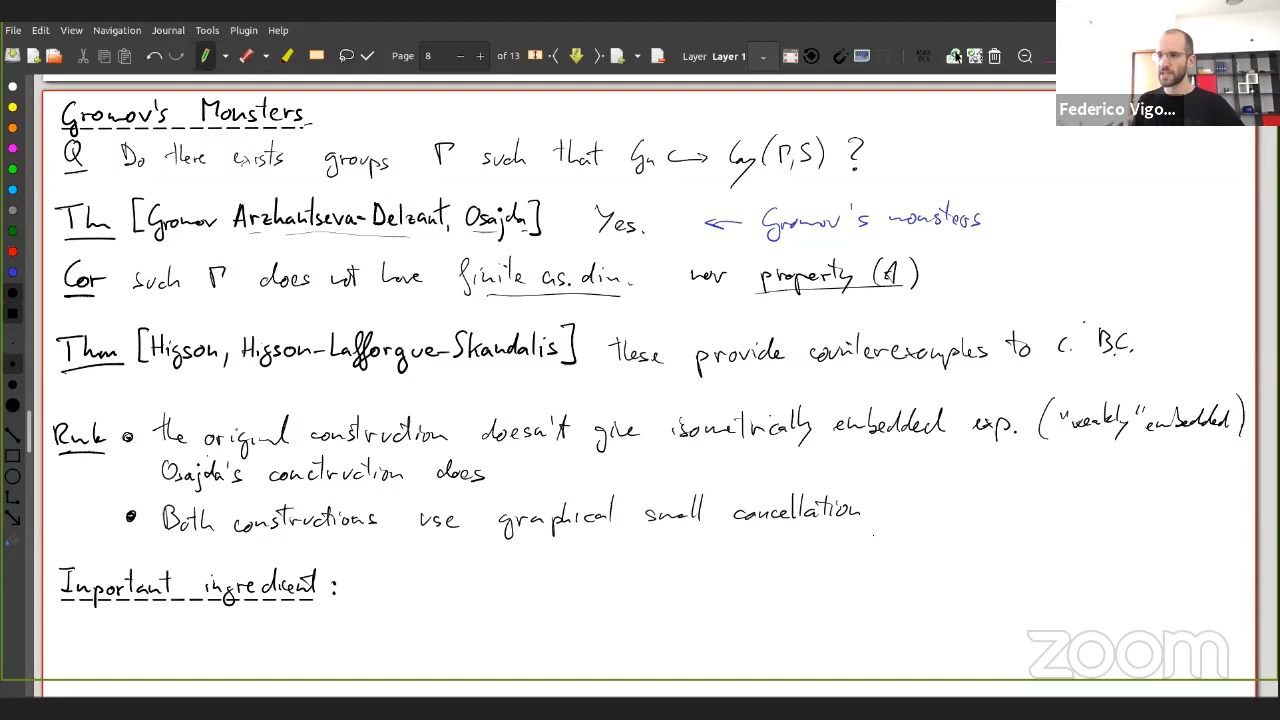 File Edit View Navigation Journal Tools Plugin Help
Page 8 of 13 Layer Layer 1
Federico Vigo...
Gromov's Monsters
Q Do there exists groups Γ such that Gn ↪ Cay(Γ,S) ?
Thm [Gromov Arzhantseva-Delzant, Osajda] Yes. ← Gromov's monsters
Cor such Γ does not have finite as. dim. nor property (A)
Thm [Higson, Higson-Lafforgue-Skandalis] these provide counterexamples to C. B.C.
Rmk • the original construction doesn't give isometrically embedded exp. ("weakly" embedded)
Osajda's construction does
• Both constructions use graphical small cancellation
Important ingredient :
zoom